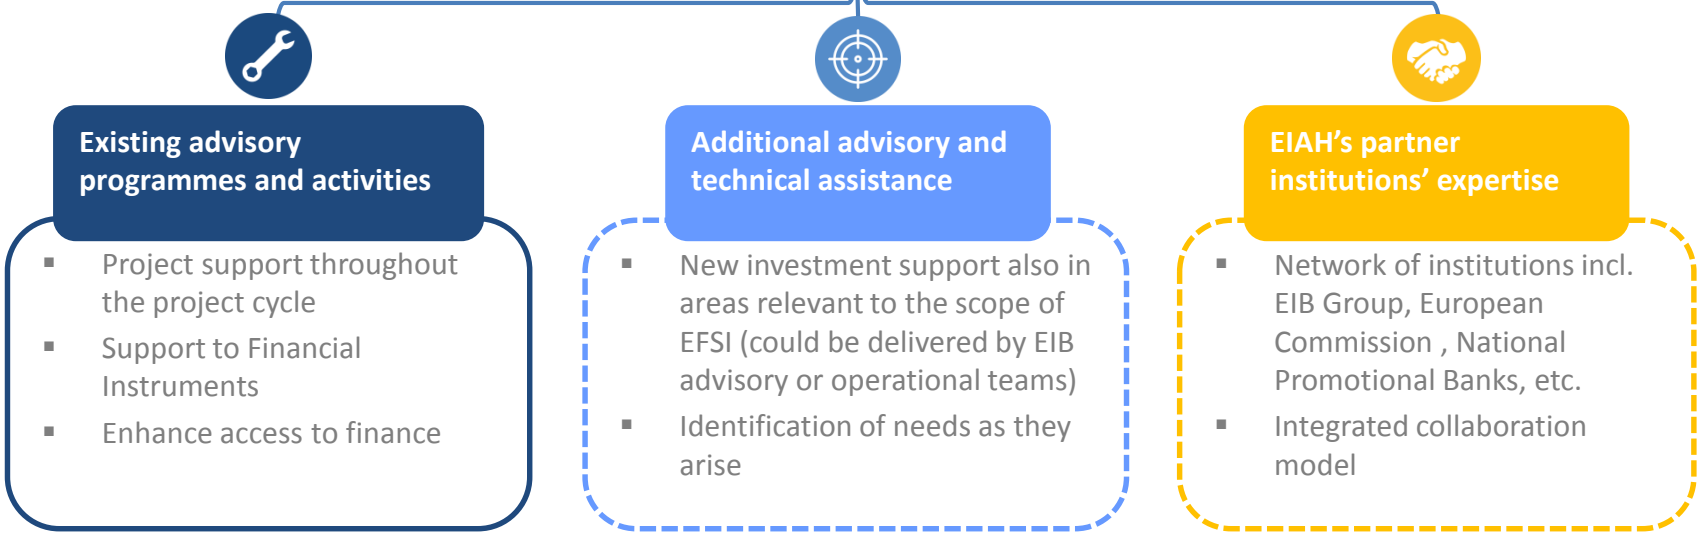 Existing advisory
programmes and activities
▪ Project support throughout
the project cycle
▪ Support to Financial
Instruments
▪ Enhance access to finance
Additional advisory and
technical assistance
▪ New investment support also in
areas relevant to the scope of
EFSI (could be delivered by EIB
advisory or operational teams)
▪ Identification of needs as they
arise
EIAH’s partner
institutions’ expertise
▪ Network of institutions incl.
EIB Group, European
Commission , National
Promotional Banks, etc.
▪ Integrated collaboration
model